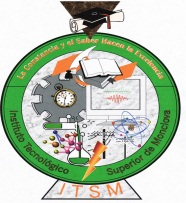 La Constancia y el Saber Hacen la Excelencia
Instituto Tecnológico
Superior de Monclova
ITSM